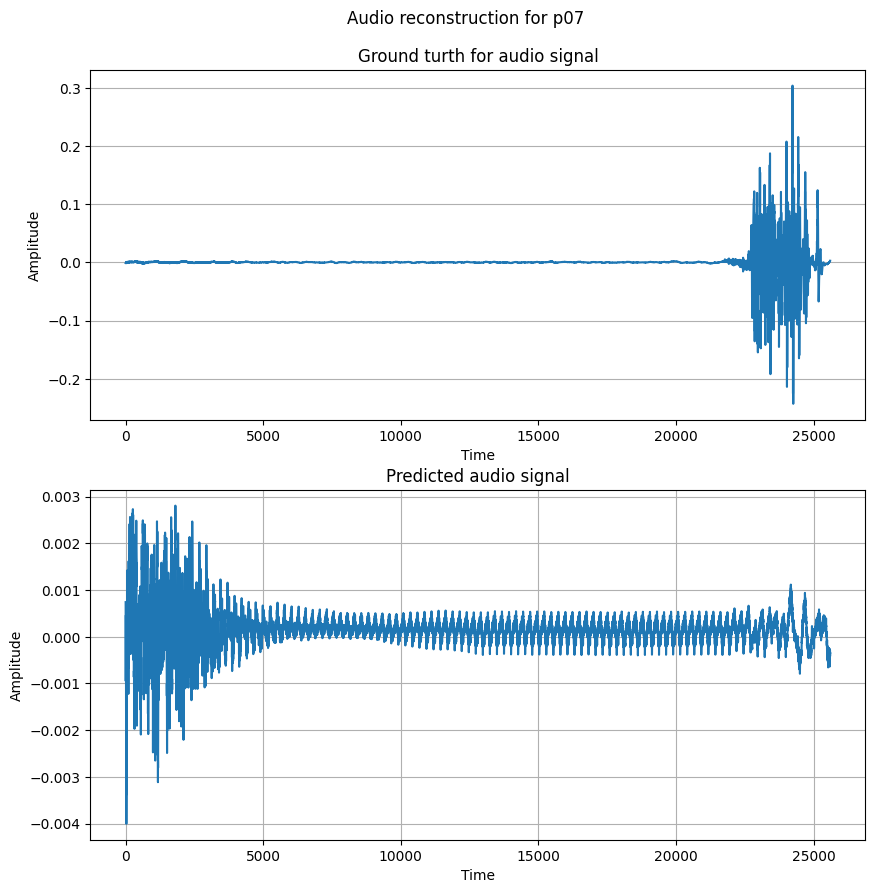 Audio reconstruction for p07
Ground turth for audio signal
0.3
0.2
0.1
0.0
−0.1
−0.2
Amplitude
0 5000 10000 15000 20000 25000
Time
Predicted audio signal
0.003
0.002
0.001
0.000
−0.001
−0.002
−0.003
−0.004
Amplitude
0 5000 10000 15000 20000 25000
Time